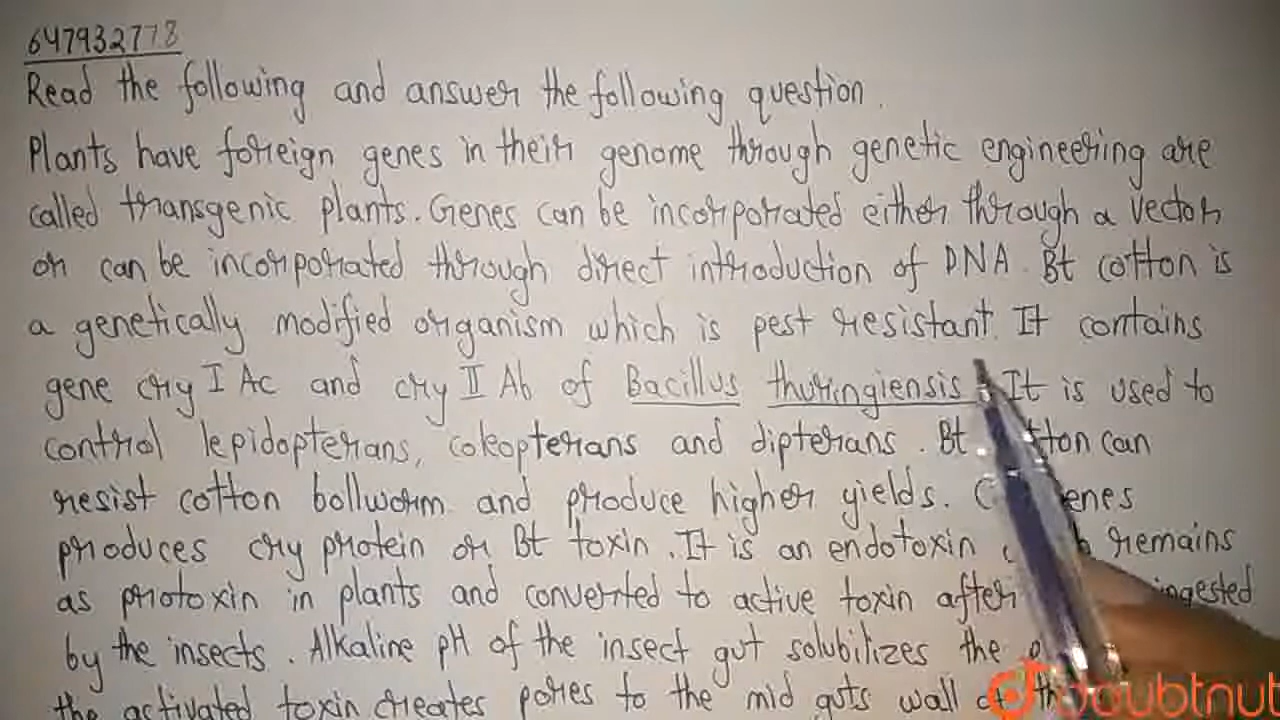 647932778
Read the following and answer the following question.
Plants have foreign genes in their genome through genetic engineering are
called transgenic plants. Genes can be incorporated either through a vector
or can be incorporated through direct introduction of DNA. Bt cotton is
a genetically modified organism which is pest resistant. It contains
gene cry I Ac and cry II Ab of Bacillus thuringiensis. It is used to
control lepidopterans, coleopterans and dipterans. Bt can
resist cotton bollworm and produce higher yields.
produces cry protein or Bt toxin. It is an endotoxin remains
as protoxin in plants and converted to active toxin after ingested
by the insects. Alkaline pH of the insect gut solubilizes the
the activated toxin creates pores to the mid guts wall
doubtnut